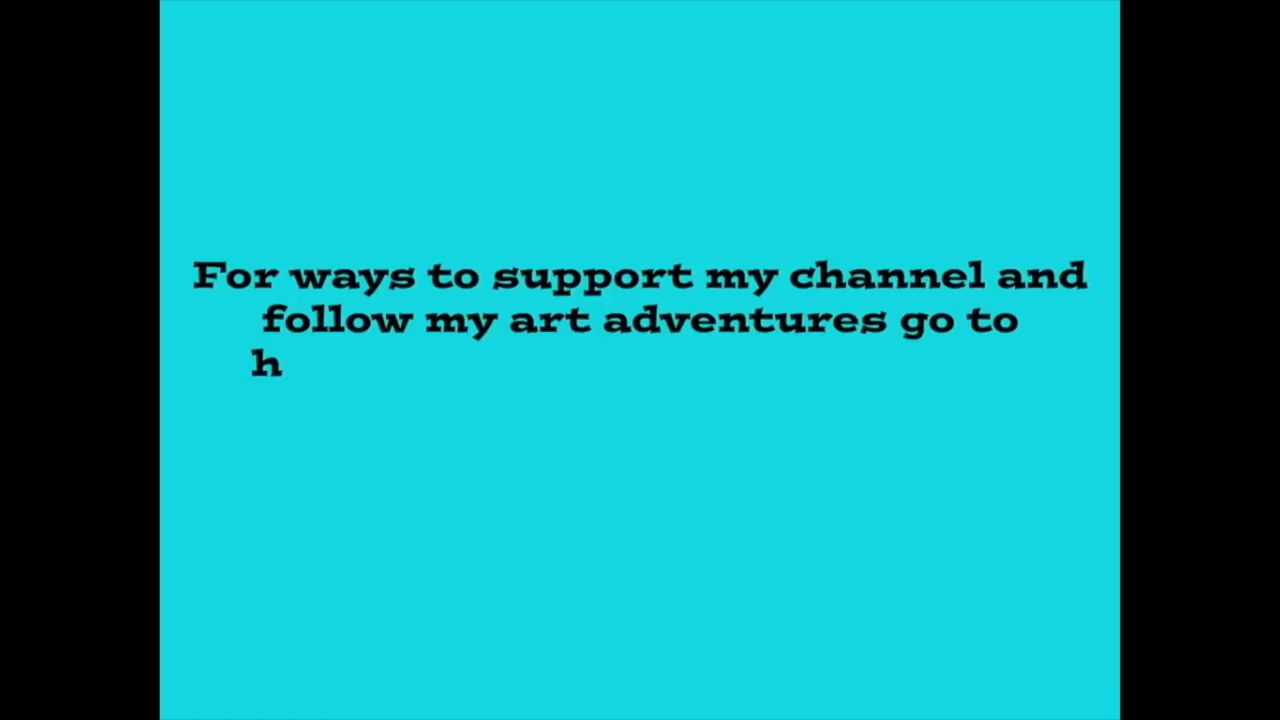 For ways to support my channel and
follow my art adventures go to
h